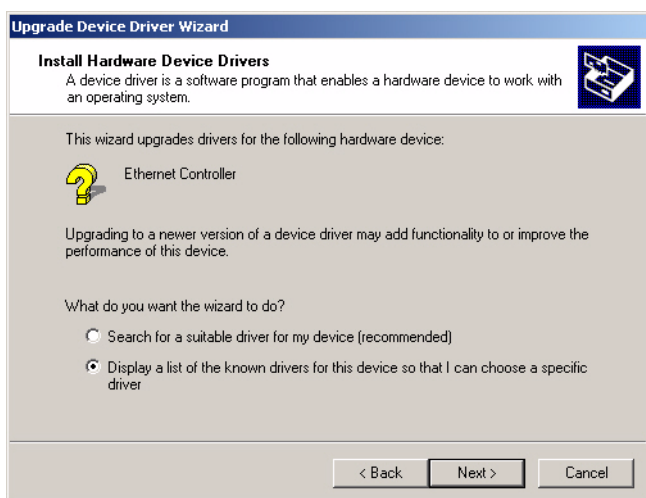 Upgrade Device Driver Wizard
Install Hardware Device Drivers
A device driver is a software program that enables a hardware device to work with
an operating system.
This wizard upgrades drivers for the following hardware device:
Ethernet Controller
Upgrading to a newer version of a device driver may add functionality to or improve the
performance of this device.
What do you want the wizard to do?
Search for a suitable driver for my device (recommended)
Display a list of the known drivers for this device so that I can choose a specific
driver
< Back
Next >
Cancel